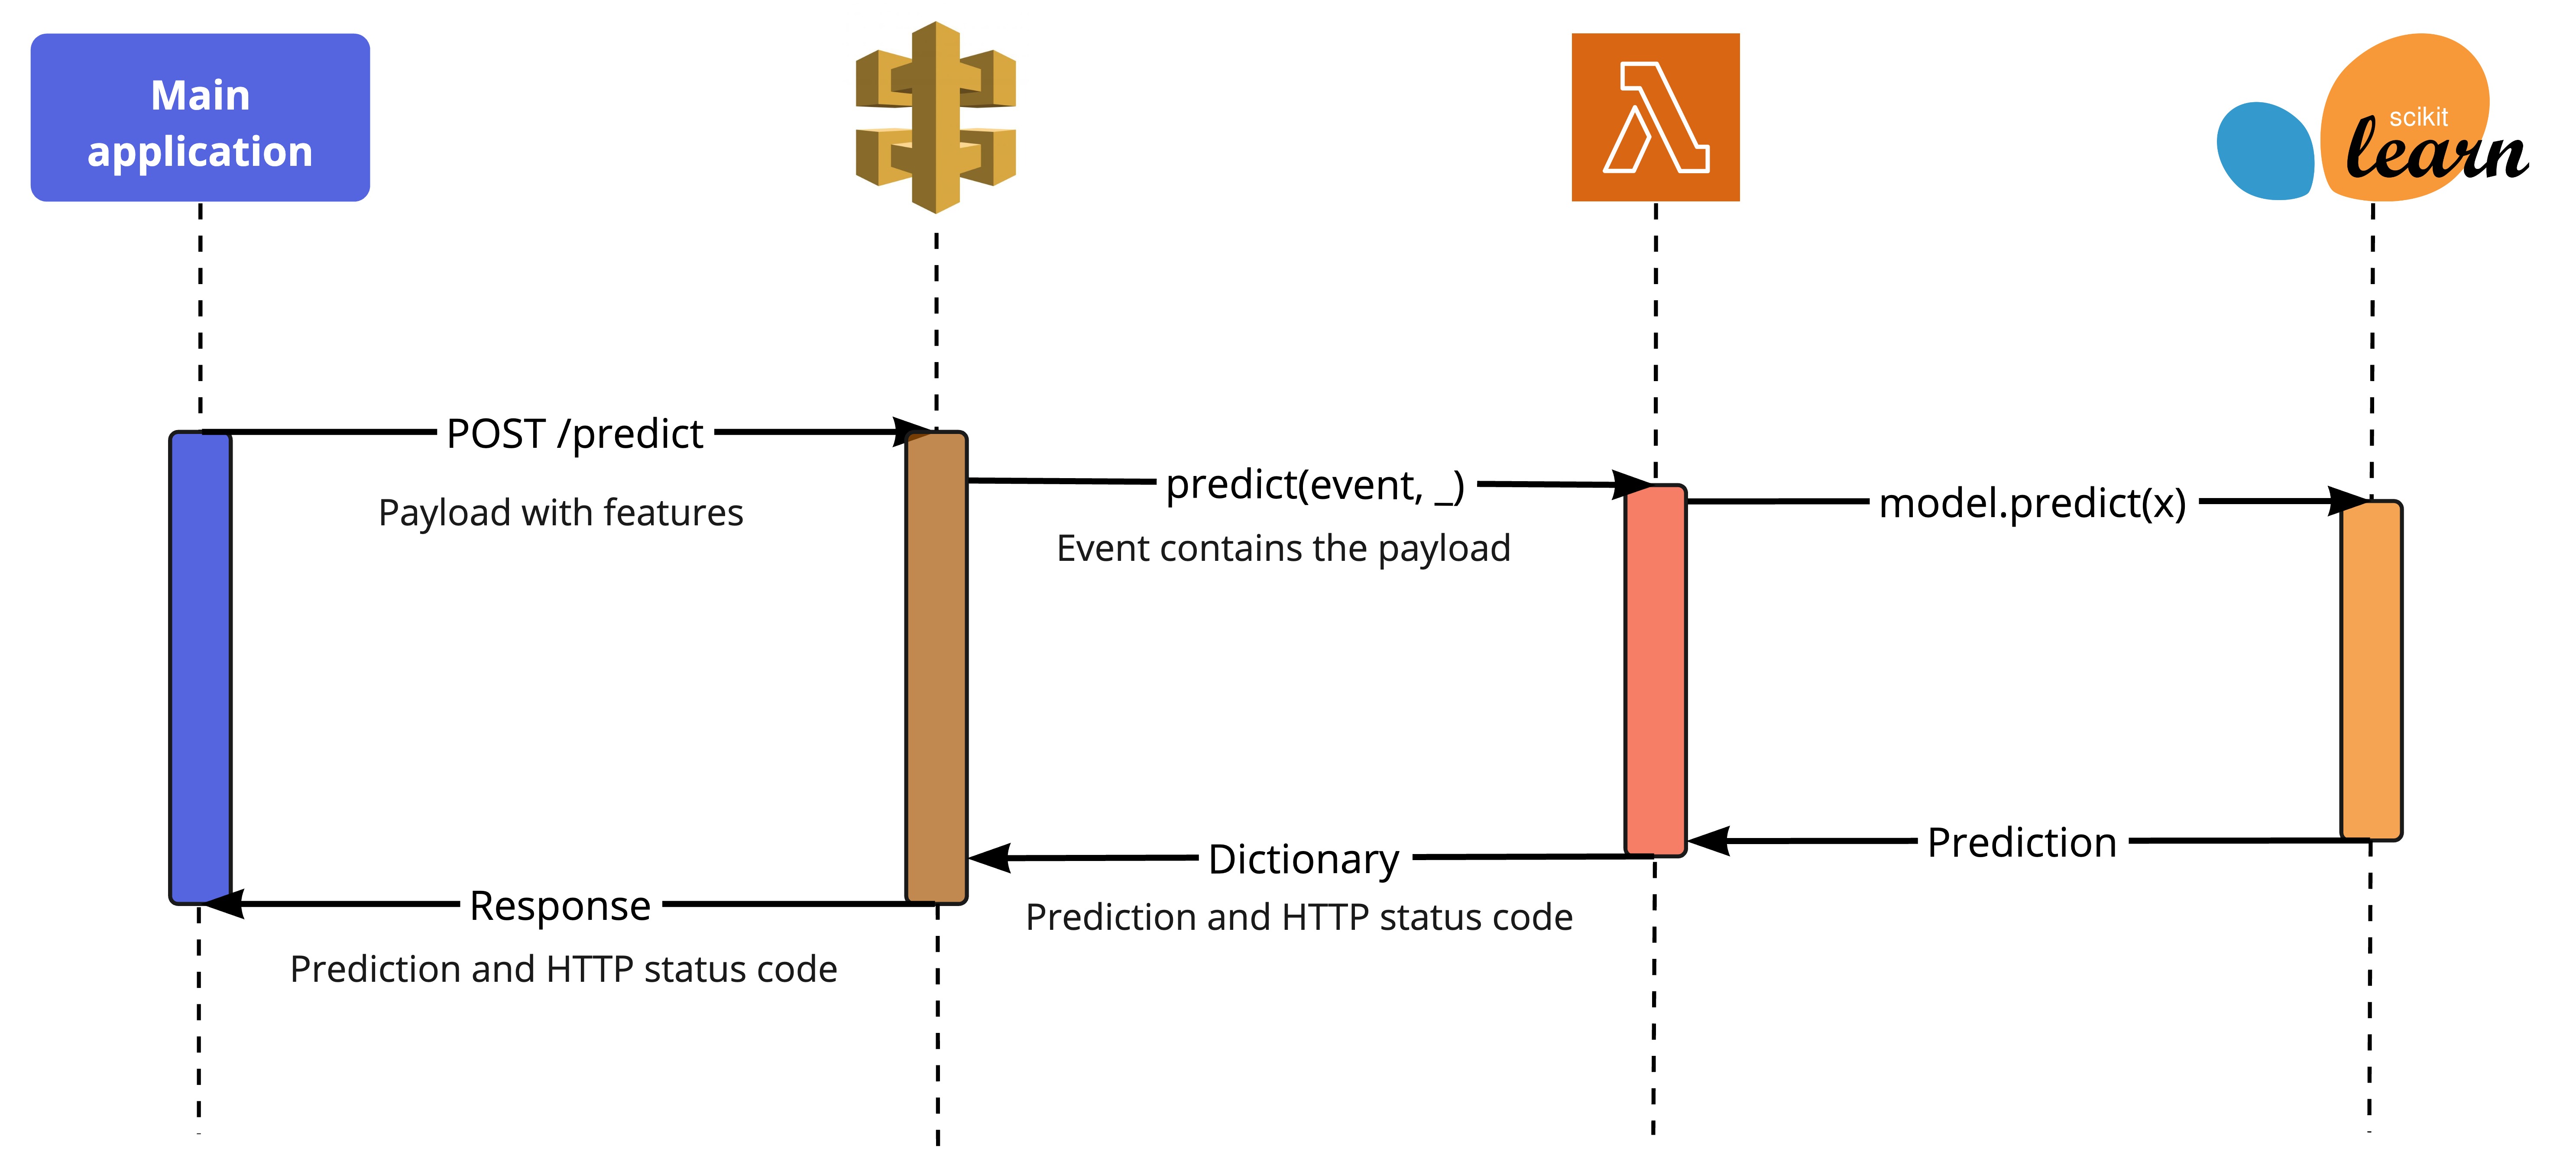 Main
application
scikit
learn
POST /predict
Payload with features
predict(event, _)
Event contains the payload
model.predict(x)
Prediction
Dictionary
Prediction and HTTP status code
Response
Prediction and HTTP status code